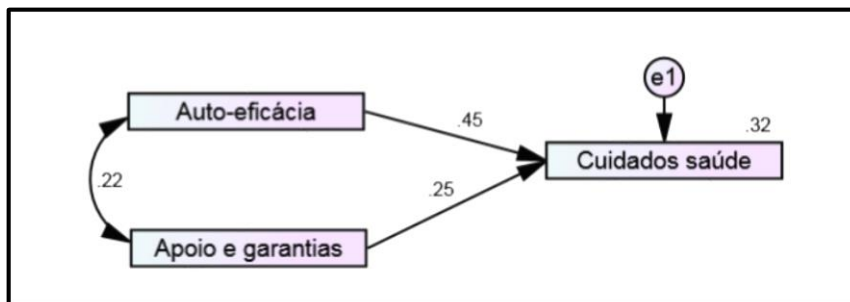 e1
Auto-eficácia
.45
.32
Cuidados saúde
.22
.25
Apoio e garantias